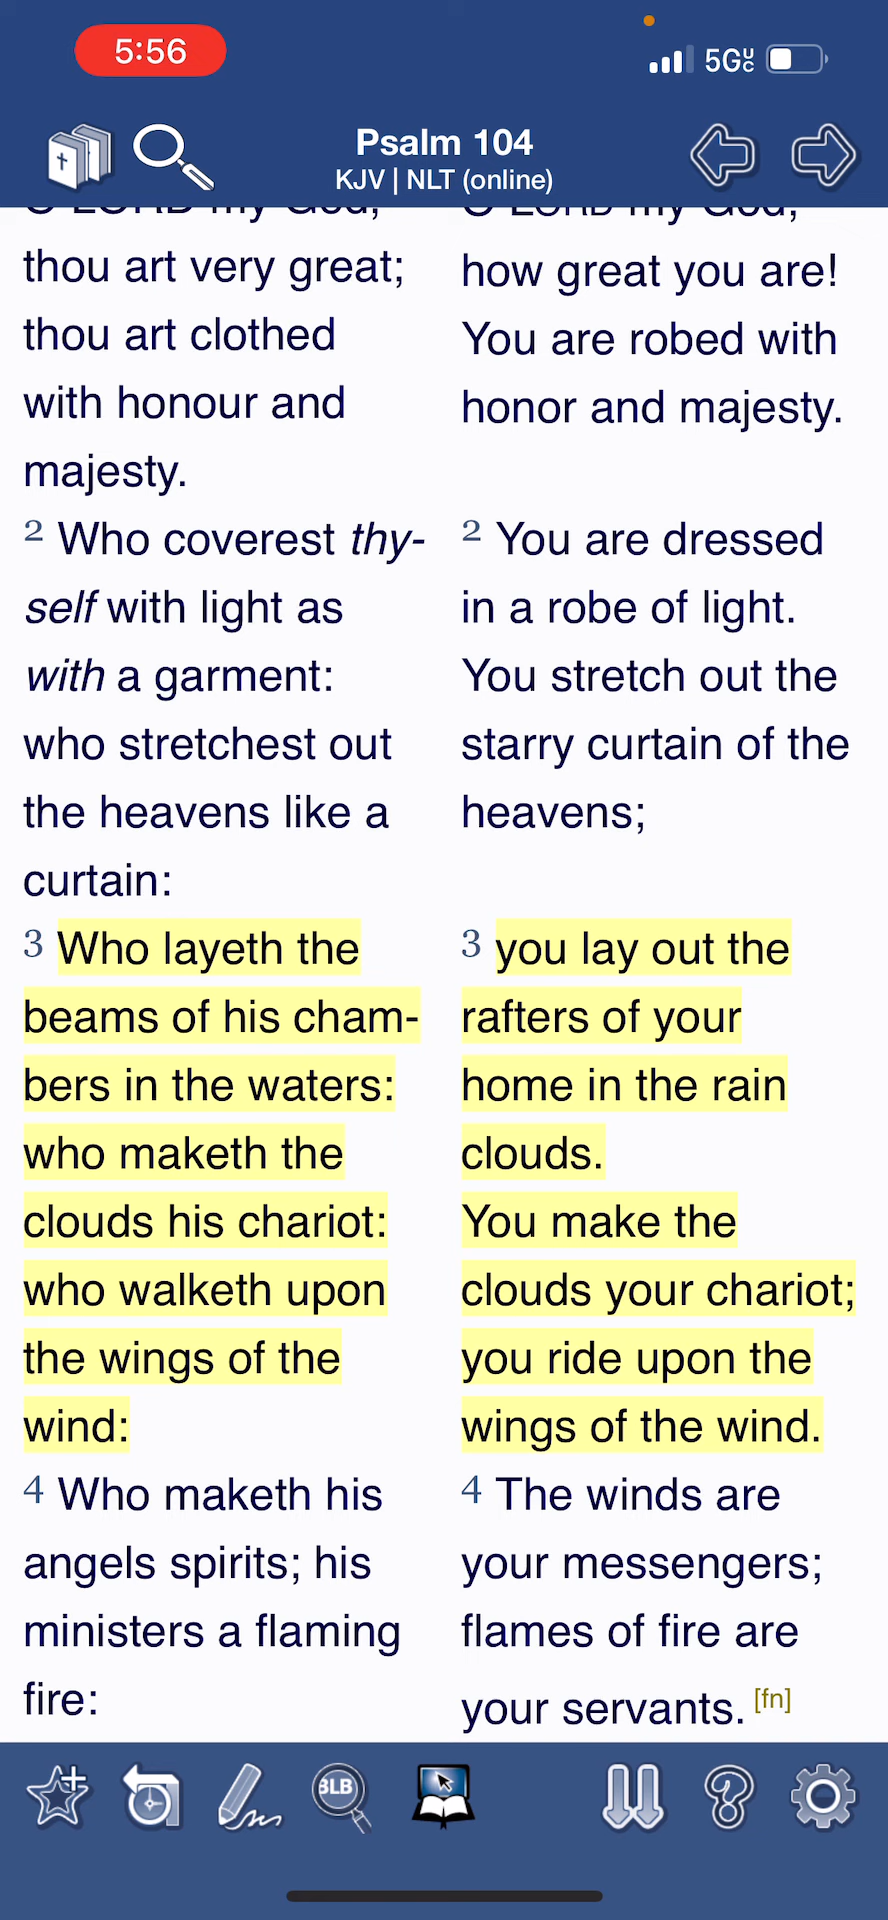 5:56
5GUC
Psalm 104
KJV | NLT (online)
O LORD my God,
thou art very great;
thou art clothed
with honour and
majesty.
2 Who coverest thy-
self with light as
with a garment:
who stretchest out
the heavens like a
curtain:
3 Who layeth the
beams of his cham-
bers in the waters:
who maketh the
clouds his chariot:
who walketh upon
the wings of the
wind:
4 Who maketh his
angels spirits; his
ministers a flaming
fire:
O LORD my God,
how great you are!
You are robed with
honor and majesty.
2 You are dressed
in a robe of light.
You stretch out the
starry curtain of the
heavens;
3 you lay out the
rafters of your
home in the rain
clouds.
You make the
clouds your chariot;
you ride upon the
wings of the wind.
4 The winds are
your messengers;
flames of fire are
your servants. [fn]
BLB